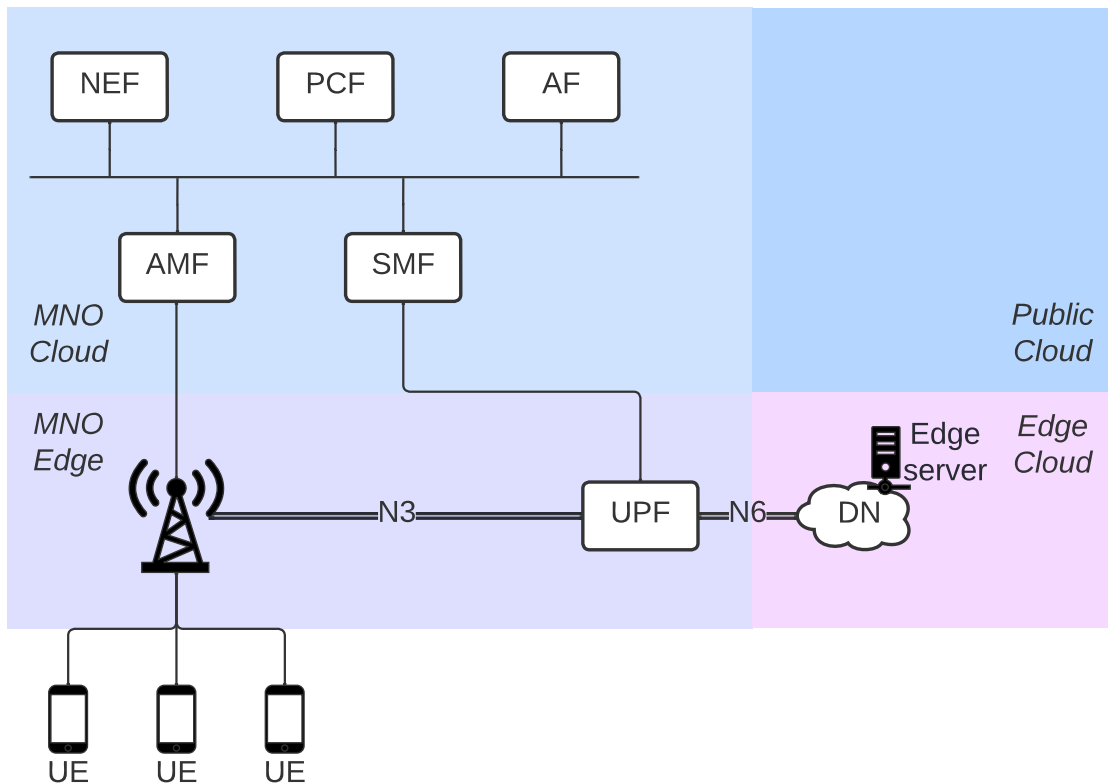 NEF
PCF
AF
AMF
SMF
MNO
Cloud
Public
Cloud
MNO
Edge
Edge
server
Edge
Cloud
N3
UPF
N6
DN
UE
UE
UE